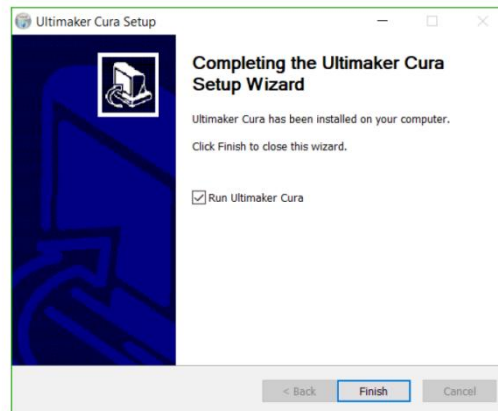 Ultimaker Cura Setup
Completing the Ultimaker Cura
Setup Wizard
Ultimaker Cura has been installed on your computer.
Click Finish to close this wizard.
Run Ultimaker Cura
< Back
Finish
Cancel